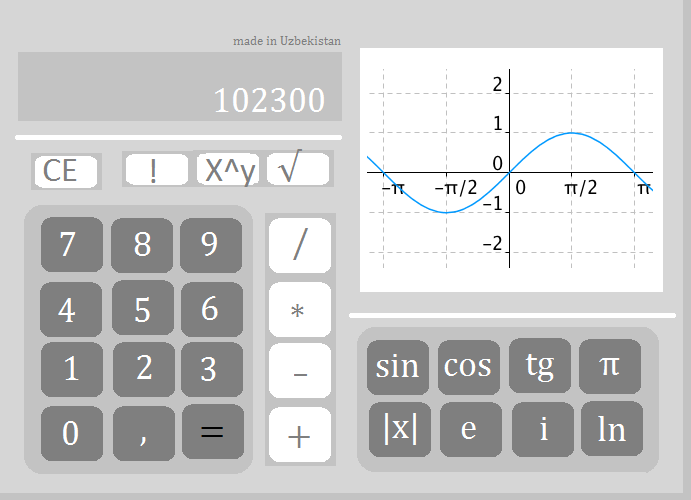 made in Uzbekistan
102300
CE ! X^y √
7 8 9 /
4 5 6 *
1 2 3 -
0 , = +
2
1
0
-π -π/2 0 π/2 π
-1
-2
sin cos tg π
|x| e i ln